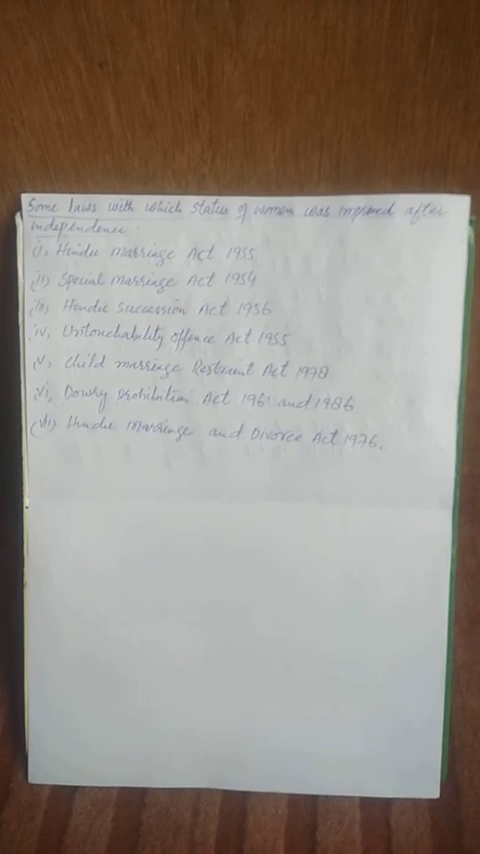 Some laws with which status of women was improved after
independence :
(i), Hindu Marriage Act 1955
(ii) Special Marriage Act 1954
(iii) Hindu Succession Act 1956
(iv, Untouchability offence Act 1955
(v, Child marriage Restraint Act 1978
(vi, Dowry Prohibition Act 1961 and 1986
(vii) Hindu Marriage and Divorce Act 1976.